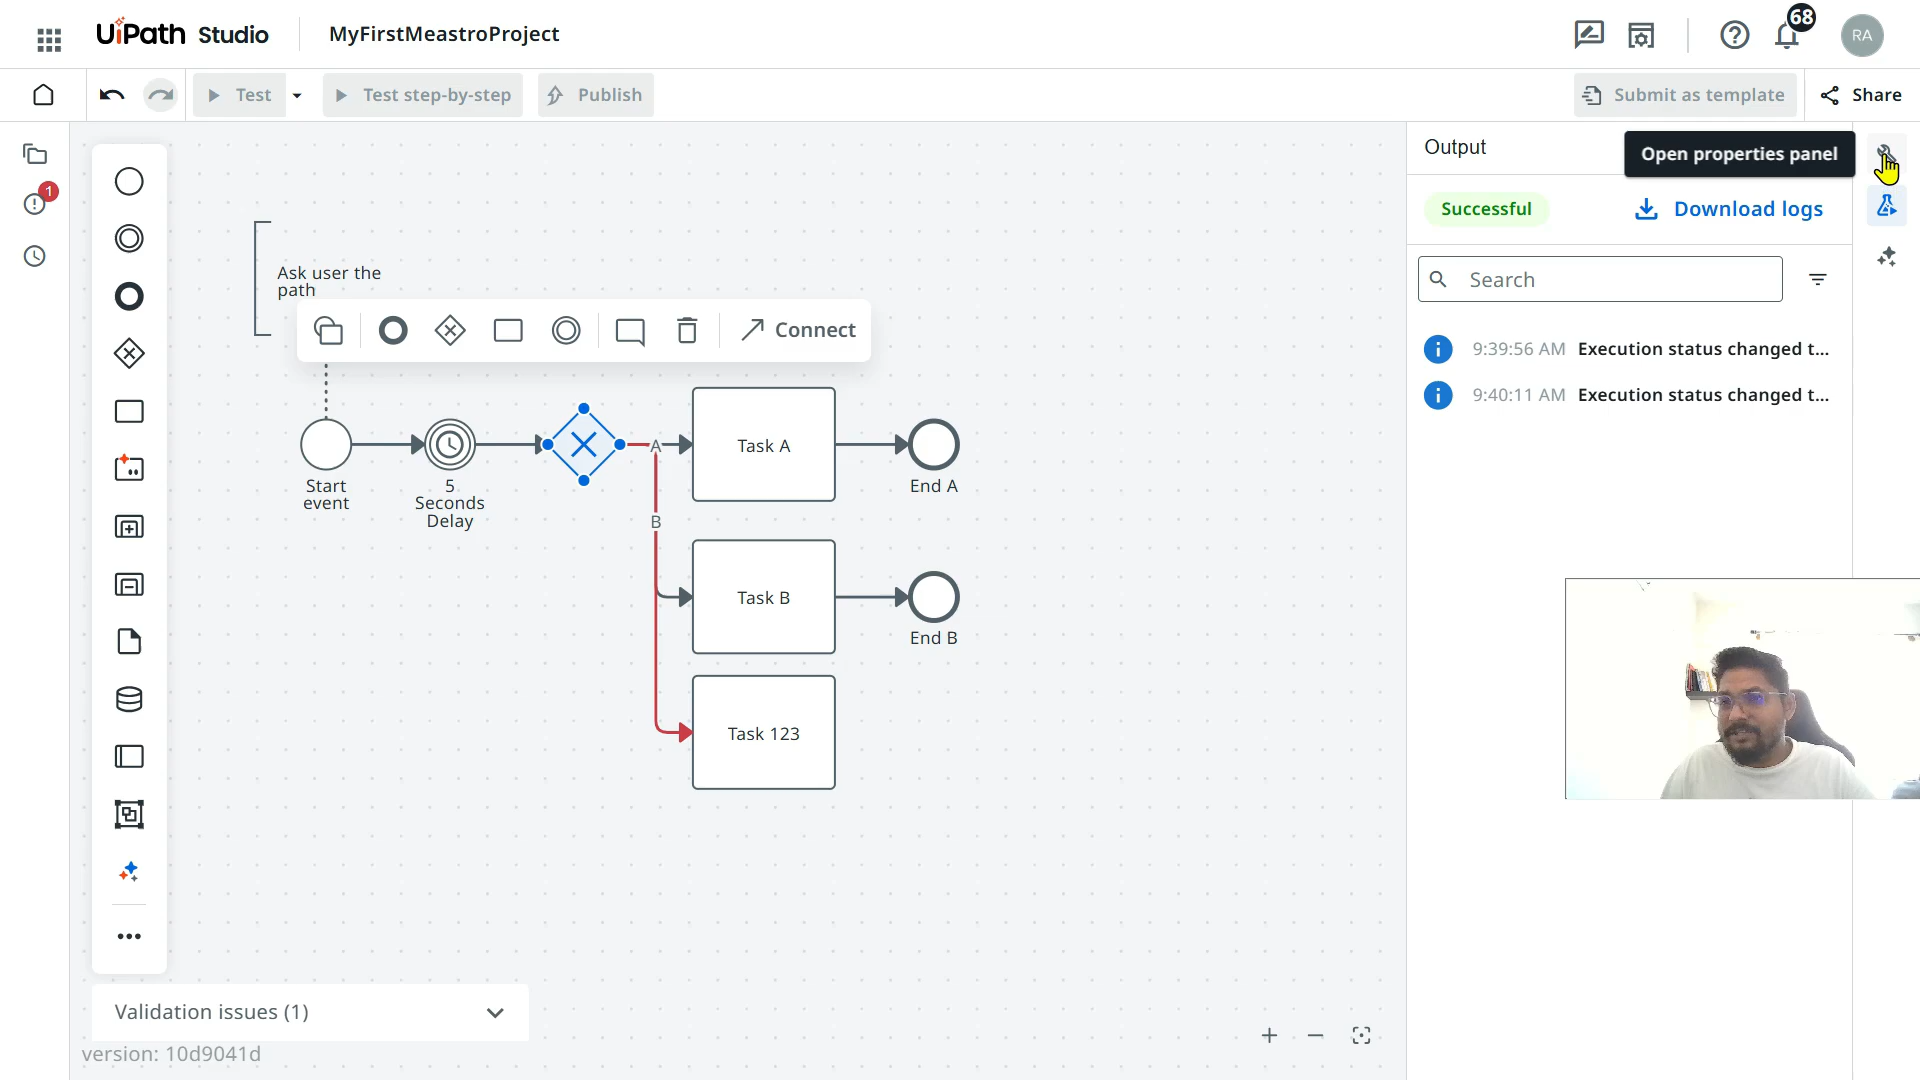 UiPath Studio
MyFirstMeastroProject
68
RA
Test
Test step-by-step
Publish
Submit as template
Share
1
Output
Open properties panel
Successful
Download logs
Search
9:39:56 AM Execution status changed t...
9:40:11 AM Execution status changed t...
Ask user the
path
Connect
Start
event
5
Seconds
Delay
A
B
Task A
End A
Task B
End B
Task 123
Validation issues (1)
version: 10d9041d